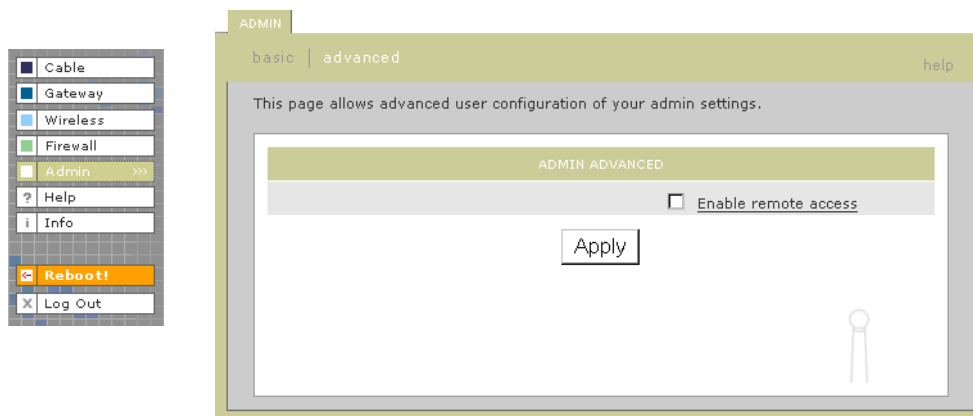 Cable
Gateway
Wireless
Firewall
Admin >>>
? Help
i Info
Reboot!
X Log Out
ADMIN
basic | advanced
help
This page allows advanced user configuration of your admin settings.
ADMIN ADVANCED
Enable remote access
Apply